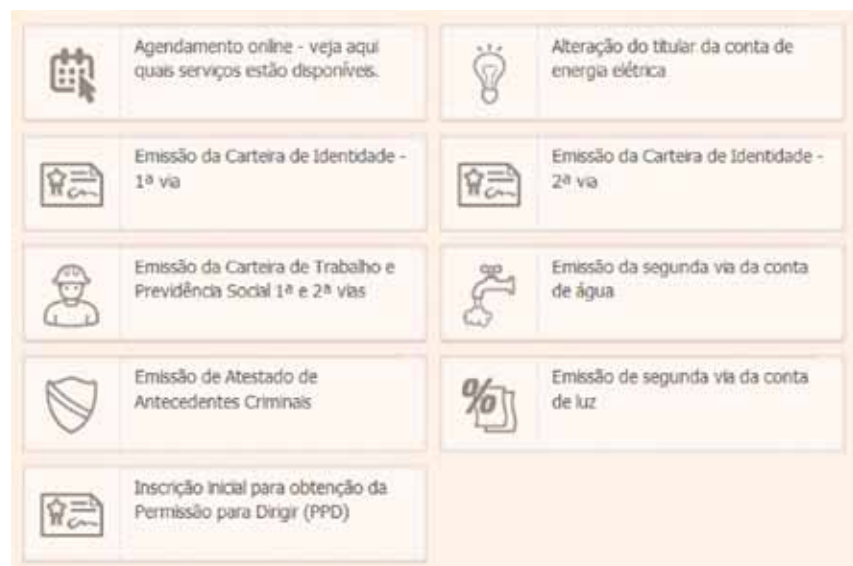 Agendamento online - veja aqui
quais serviços estão disponíveis.
Alteração do titular da conta de
energia elétrica
Emissão da Carteira de Identidade -
1ª via
Emissão da Carteira de Identidade -
2ª via
Emissão da Carteira de Trabalho e
Previdência Social 1ª e 2ª vias
Emissão da segunda via da conta
de água
Emissão de Atestado de
Antecedentes Criminais
%
Emissão de segunda via da conta
de luz
Inscrição inicial para obtenção da
Permissão para Dirigir (PPD)